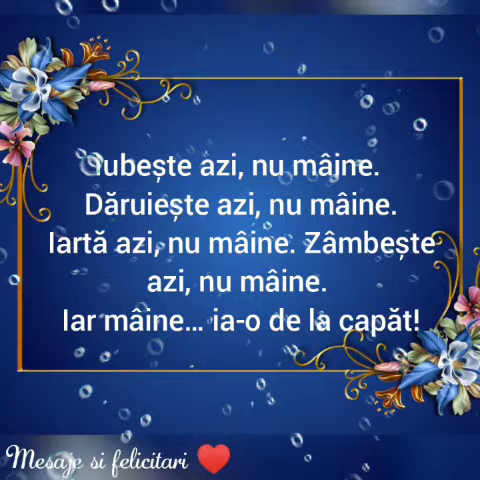 Iubește azi, nu mâine.
Dăruiește azi, nu mâine.
Iartă azi, nu mâine. Zâmbește
azi, nu mâine.
Iar mâine... ia-o de la capăt!
Mesaje si felicitari ❤️